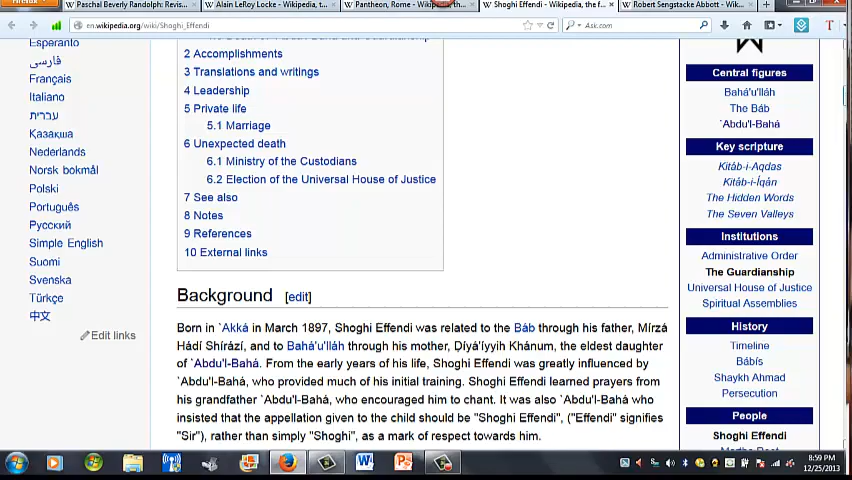 Firefox
Paschal Beverly Randolph: Revis...
Alain LeRoy Locke - Wikipedia, t...
Pantheon, Rome - Wikipedia, th...
Shoghi Effendi - Wikipedia, the f...
Robert Sengstacke Abbott - Wik...
en.wikipedia.org/wiki/Shoghi_Effendi
Ask.com
Esperanto
فارسی
Français
Italiano
עברית
Қазақша
Nederlands
Norsk bokmål
Polski
Português
Русский
Simple English
Suomi
Svenska
Türkçe
中文
Edit links
2 Accomplishments
3 Translations and writings
4 Leadership
5 Private life
5.1 Marriage
6 Unexpected death
6.1 Ministry of the Custodians
6.2 Election of the Universal House of Justice
7 See also
8 Notes
9 References
10 External links
Background [edit]
Born in `Akká in March 1897, Shoghi Effendi was related to the Báb through his father, Mírzá
Hádí Shírází, and to Bahá'u'lláh through his mother, Ḍíyá'íyyih Khánum, the eldest daughter
of `Abdu'l-Bahá. From the early years of his life, Shoghi Effendi was greatly influenced by
`Abdu'l-Bahá, who provided much of his initial training. Shoghi Effendi learned prayers from
his grandfather `Abdu'l-Bahá, who encouraged him to chant. It was also `Abdu'l-Bahá who
insisted that the appellation given to the child should be "Shoghi Effendi", ("Effendi" signifies
"Sir"), rather than simply "Shoghi", as a mark of respect towards him.
Central figures
Bahá'u'lláh
The Báb
`Abdu'l-Bahá
Key scripture
Kitáb-i-Aqdas
Kitáb-i-Íqán
The Hidden Words
The Seven Valleys
Institutions
Administrative Order
The Guardianship
Universal House of Justice
Spiritual Assemblies
History
Timeline
Bábís
Shaykh Ahmad
Persecution
People
Shoghi Effendi
8:59 PM
12/25/2013